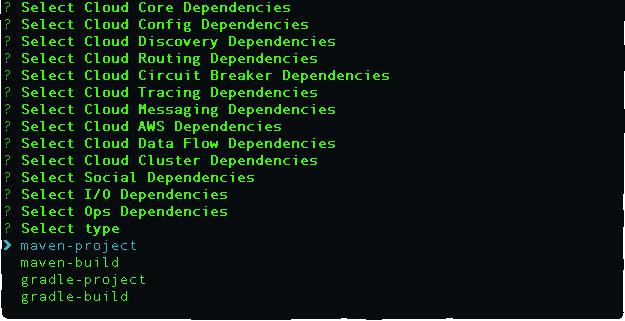 ? Select Cloud Core Dependencies
? Select Cloud Config Dependencies
? Select Cloud Discovery Dependencies
? Select Cloud Routing Dependencies
? Select Cloud Circuit Breaker Dependencies
? Select Cloud Tracing Dependencies
? Select Cloud Messaging Dependencies
? Select Cloud AWS Dependencies
? Select Cloud Data Flow Dependencies
? Select Cloud Cluster Dependencies
? Select Social Dependencies
? Select I/O Dependencies
? Select Ops Dependencies
? Select type
❯ maven-project
maven-build
gradle-project
gradle-build